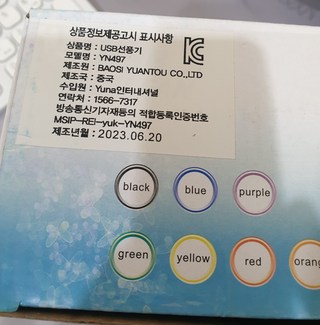 상품정보제공고시 표시사항
상품명 : USB선풍기
모델명 : YN497
제조원 : BAOSI YUANTOU CO.,LTD
제조국 : 중국
수입원 : Yuna인터내셔널
연락처 : 1566-7317
방송통신기자재등의 적합등록인증번호
MSIP-REI-yuk-YN497
제조년월 : 2023.06.20
black
blue
purple
green
yellow
red
orang